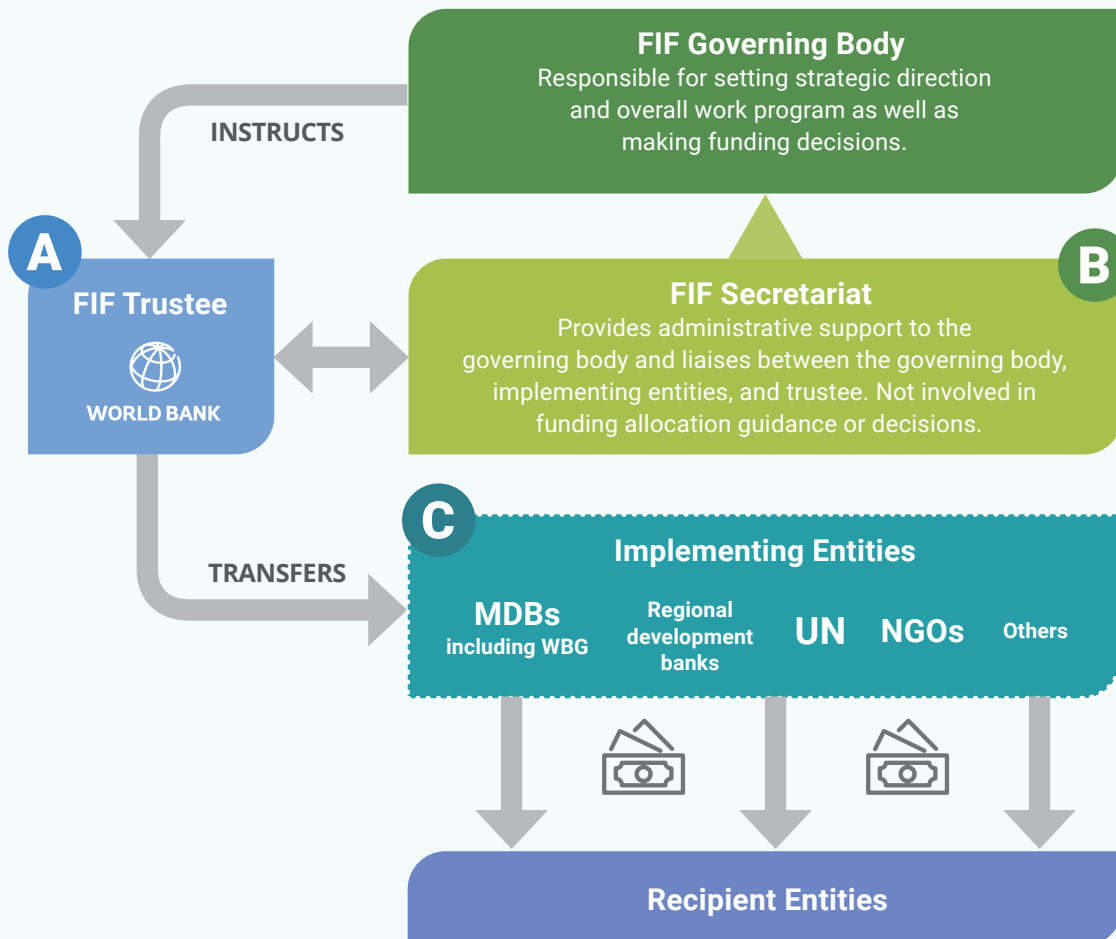 FIF Governing Body
Responsible for setting strategic direction
and overall work program as well as
making funding decisions.
INSTRUCTS
A
FIF Trustee
WORLD BANK
B
FIF Secretariat
Provides administrative support to the
governing body and liaises between the governing body,
implementing entities, and trustee. Not involved in
funding allocation guidance or decisions.
TRANSFERS
C
Implementing Entities
MDBs
including WBG
Regional
development
banks
UN
NGOs
Others
Recipient Entities